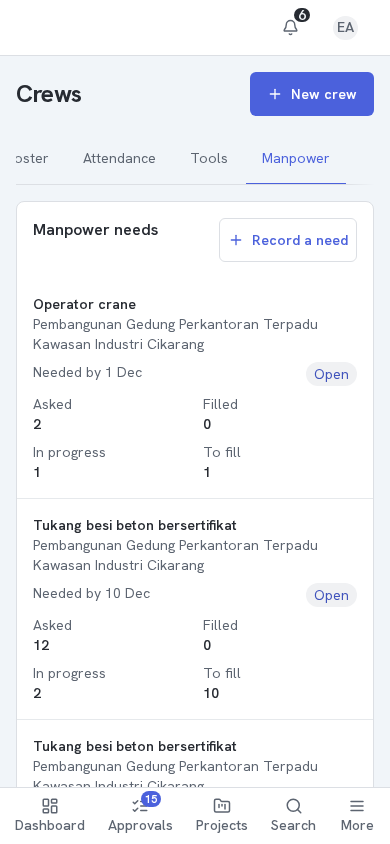 6
EA
Crews
New crew
oster
Attendance
Tools
Manpower
Manpower needs
Record a need
Operator crane
Pembangunan Gedung Perkantoran Terpadu
Kawasan Industri Cikarang
Needed by 1 Dec
Open
Asked
Filled
2
0
In progress
To fill
1
1
Tukang besi beton bersertifikat
Pembangunan Gedung Perkantoran Terpadu
Kawasan Industri Cikarang
Needed by 10 Dec
Open
Asked
Filled
12
0
In progress
To fill
2
10
Tukang besi beton bersertifikat
Pembangunan Gedung Perkantoran Terpadu
Kawasan Industri Cikarang
15
Dashboard
Approvals
Projects
Search
More